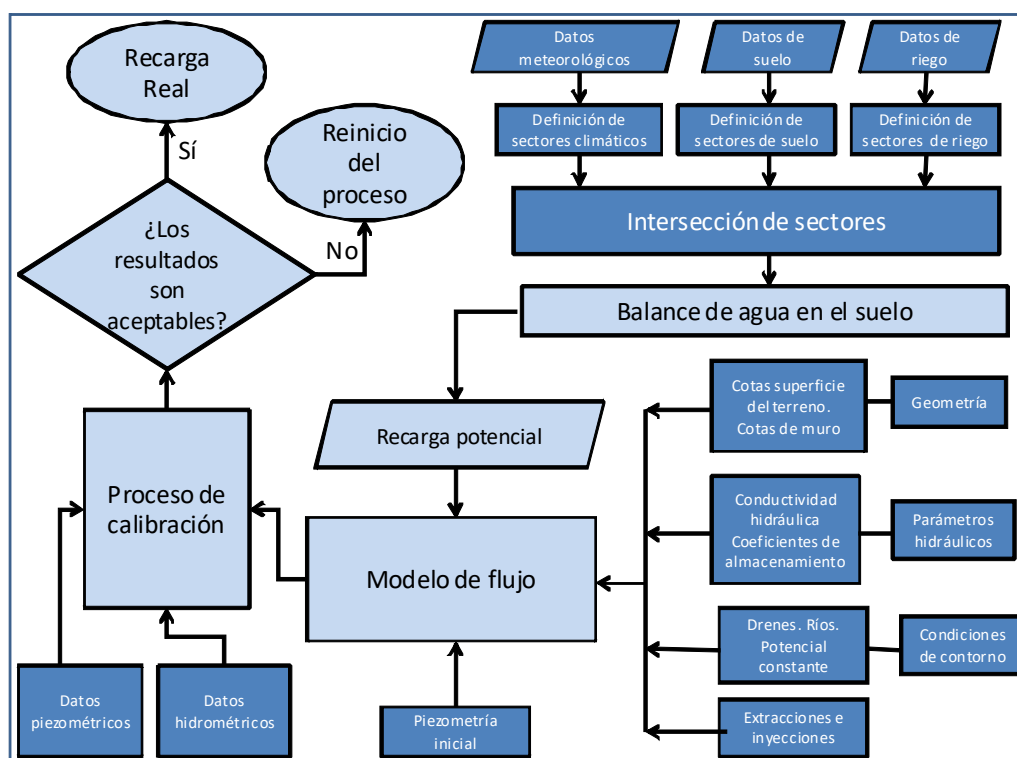 Recarga
Real
Sí
Reinicio
del
proceso
No
¿Los
resultados
son
aceptables?
Datos
meteorológicos
Datos de
suelo
Datos de
riego
Definición de
sectores climáticos
Definición de
sectores de suelo
Definición de
sectores de riego
Intersección de sectores
Balance de agua en el suelo
Recarga potencial
Cotas superficie
del terreno.
Cotas de muro
Geometría
Proceso de
calibración
Conductividad
hidráulica
Coeficientes de
almacenamiento
Parámetros
hidráulicos
Modelo de flujo
Drenes. Ríos.
Potencial
constante
Condiciones
de contorno
Datos
piezométricos
Datos
hidrométricos
Piezometría
inicial
Extracciones e
inyecciones